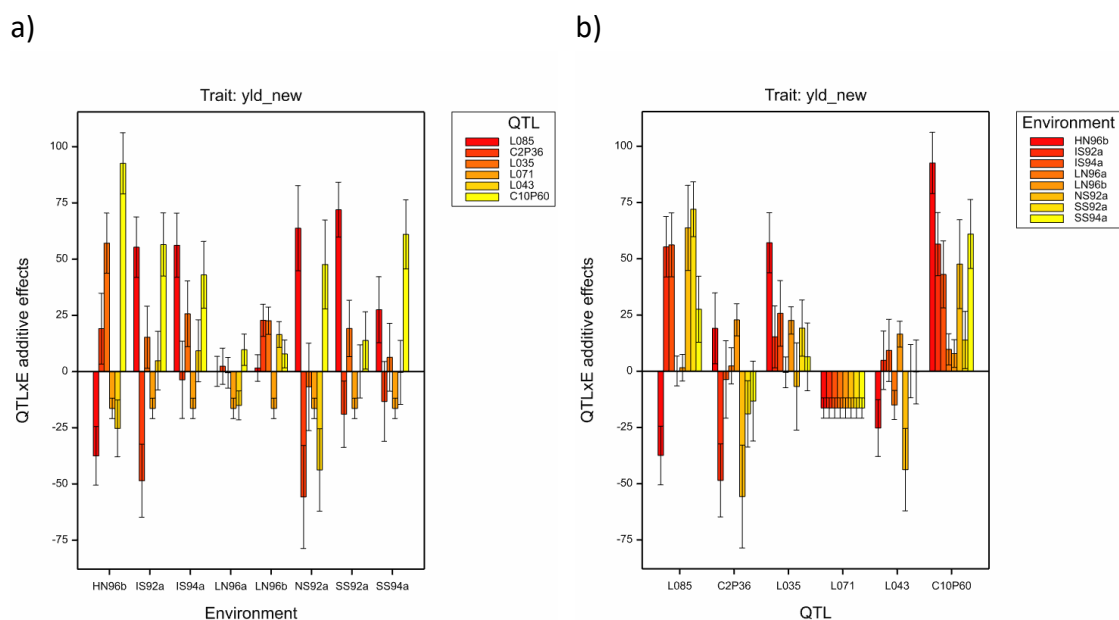 a)
Trait: yld_new
QTLxE additive effects
100
75
50
25
0
-25
-50
-75
HN96b IS92a IS94a LN96a LN96b NS92a SS92a SS94a
Environment
QTL
L085
C2P36
L035
L071
L043
C10P60
b)
Trait: yld_new
QTLxE additive effects
100
75
50
25
0
-25
-50
-75
L085 C2P36 L035 L071 L043 C10P60
QTL
Environment
HN96b
IS92a
IS94a
LN96a
LN96b
NS92a
SS92a
SS94a